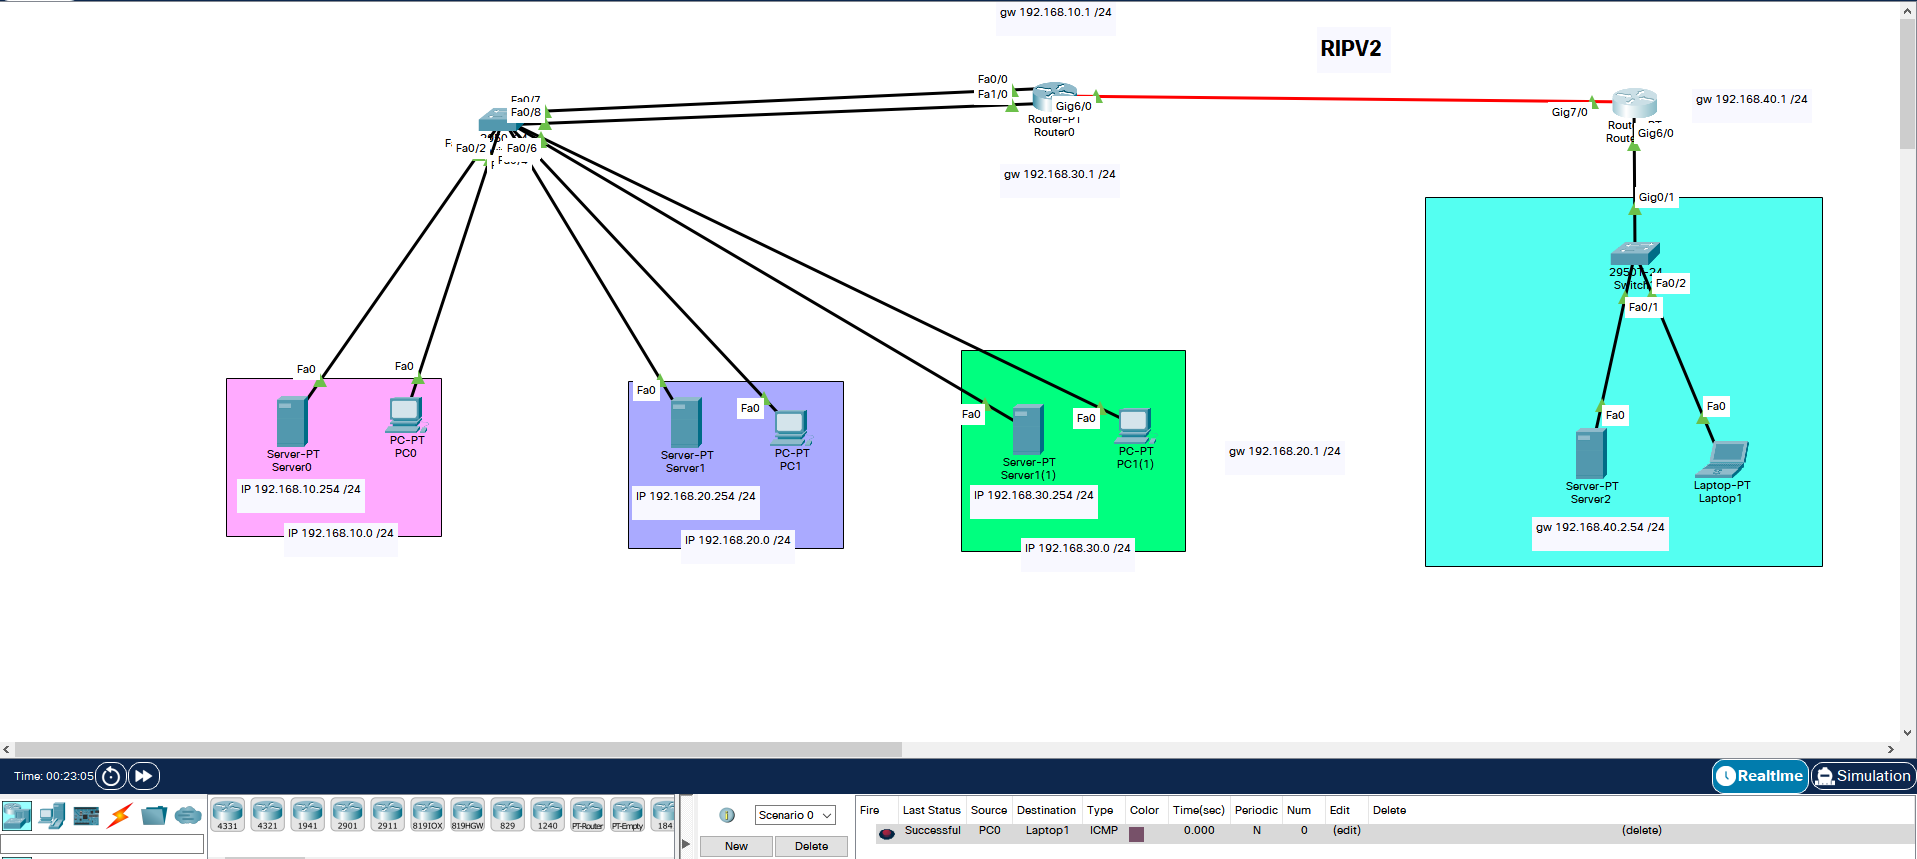 gw 192.168.10.1 /24
RIPV2
Fa0/0
Fa1/0
Gig6/0
Router-PT
Router0
Fa0/7
Fa0/8
Fa0/2
Fa0/6
Gig7/0
gw 192.168.40.1 /24
Gig6/0
gw 192.168.30.1 /24
Gig0/1
2950T-24
Switch
Fa0/2
Fa0/1
Fa0
Fa0
Fa0
Fa0
Fa0
Fa0
Fa0
Fa0
Server-PT
Server0
PC-PT
PC0
Server-PT
Server1
PC-PT
PC1
Server-PT
Server1(1)
PC-PT
PC1(1)
gw 192.168.20.1 /24
Server-PT
Server2
Laptop-PT
Laptop1
IP 192.168.10.254 /24
IP 192.168.10.0 /24
IP 192.168.20.254 /24
IP 192.168.20.0 /24
IP 192.168.30.254 /24
IP 192.168.30.0 /24
gw 192.168.40.2.54 /24
Time: 00:23:05
Realtime
Simulation
4331
4321
1941
2901
2911
819IOX
819HGW
829
1240
PT-Router
PT-Empty
184
Scenario 0
New
Delete
Fire Last Status Source Destination Type Color Time(sec) Periodic Num Edit Delete
Successful PC0 Laptop1 ICMP 0.000 N 0 (edit) (delete)